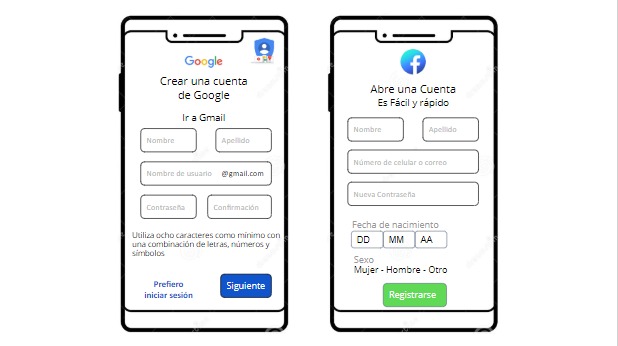 Google
Crear una cuenta
de Google
Ir a Gmail
Nombre
Apellido
Nombre de usuario @gmail.com
Contraseña
Confirmación
Utiliza ocho caracteres como mínimo con
una combinación de letras, números y
símbolos
Prefiero
iniciar sesión
Siguiente
Abre una Cuenta
Es Fácil y rápido
Nombre
Apellido
Número de celular o correo
Nueva Contraseña
Fecha de nacimiento
DD MM AA
Sexo
Mujer - Hombre - Otro
Registrarse